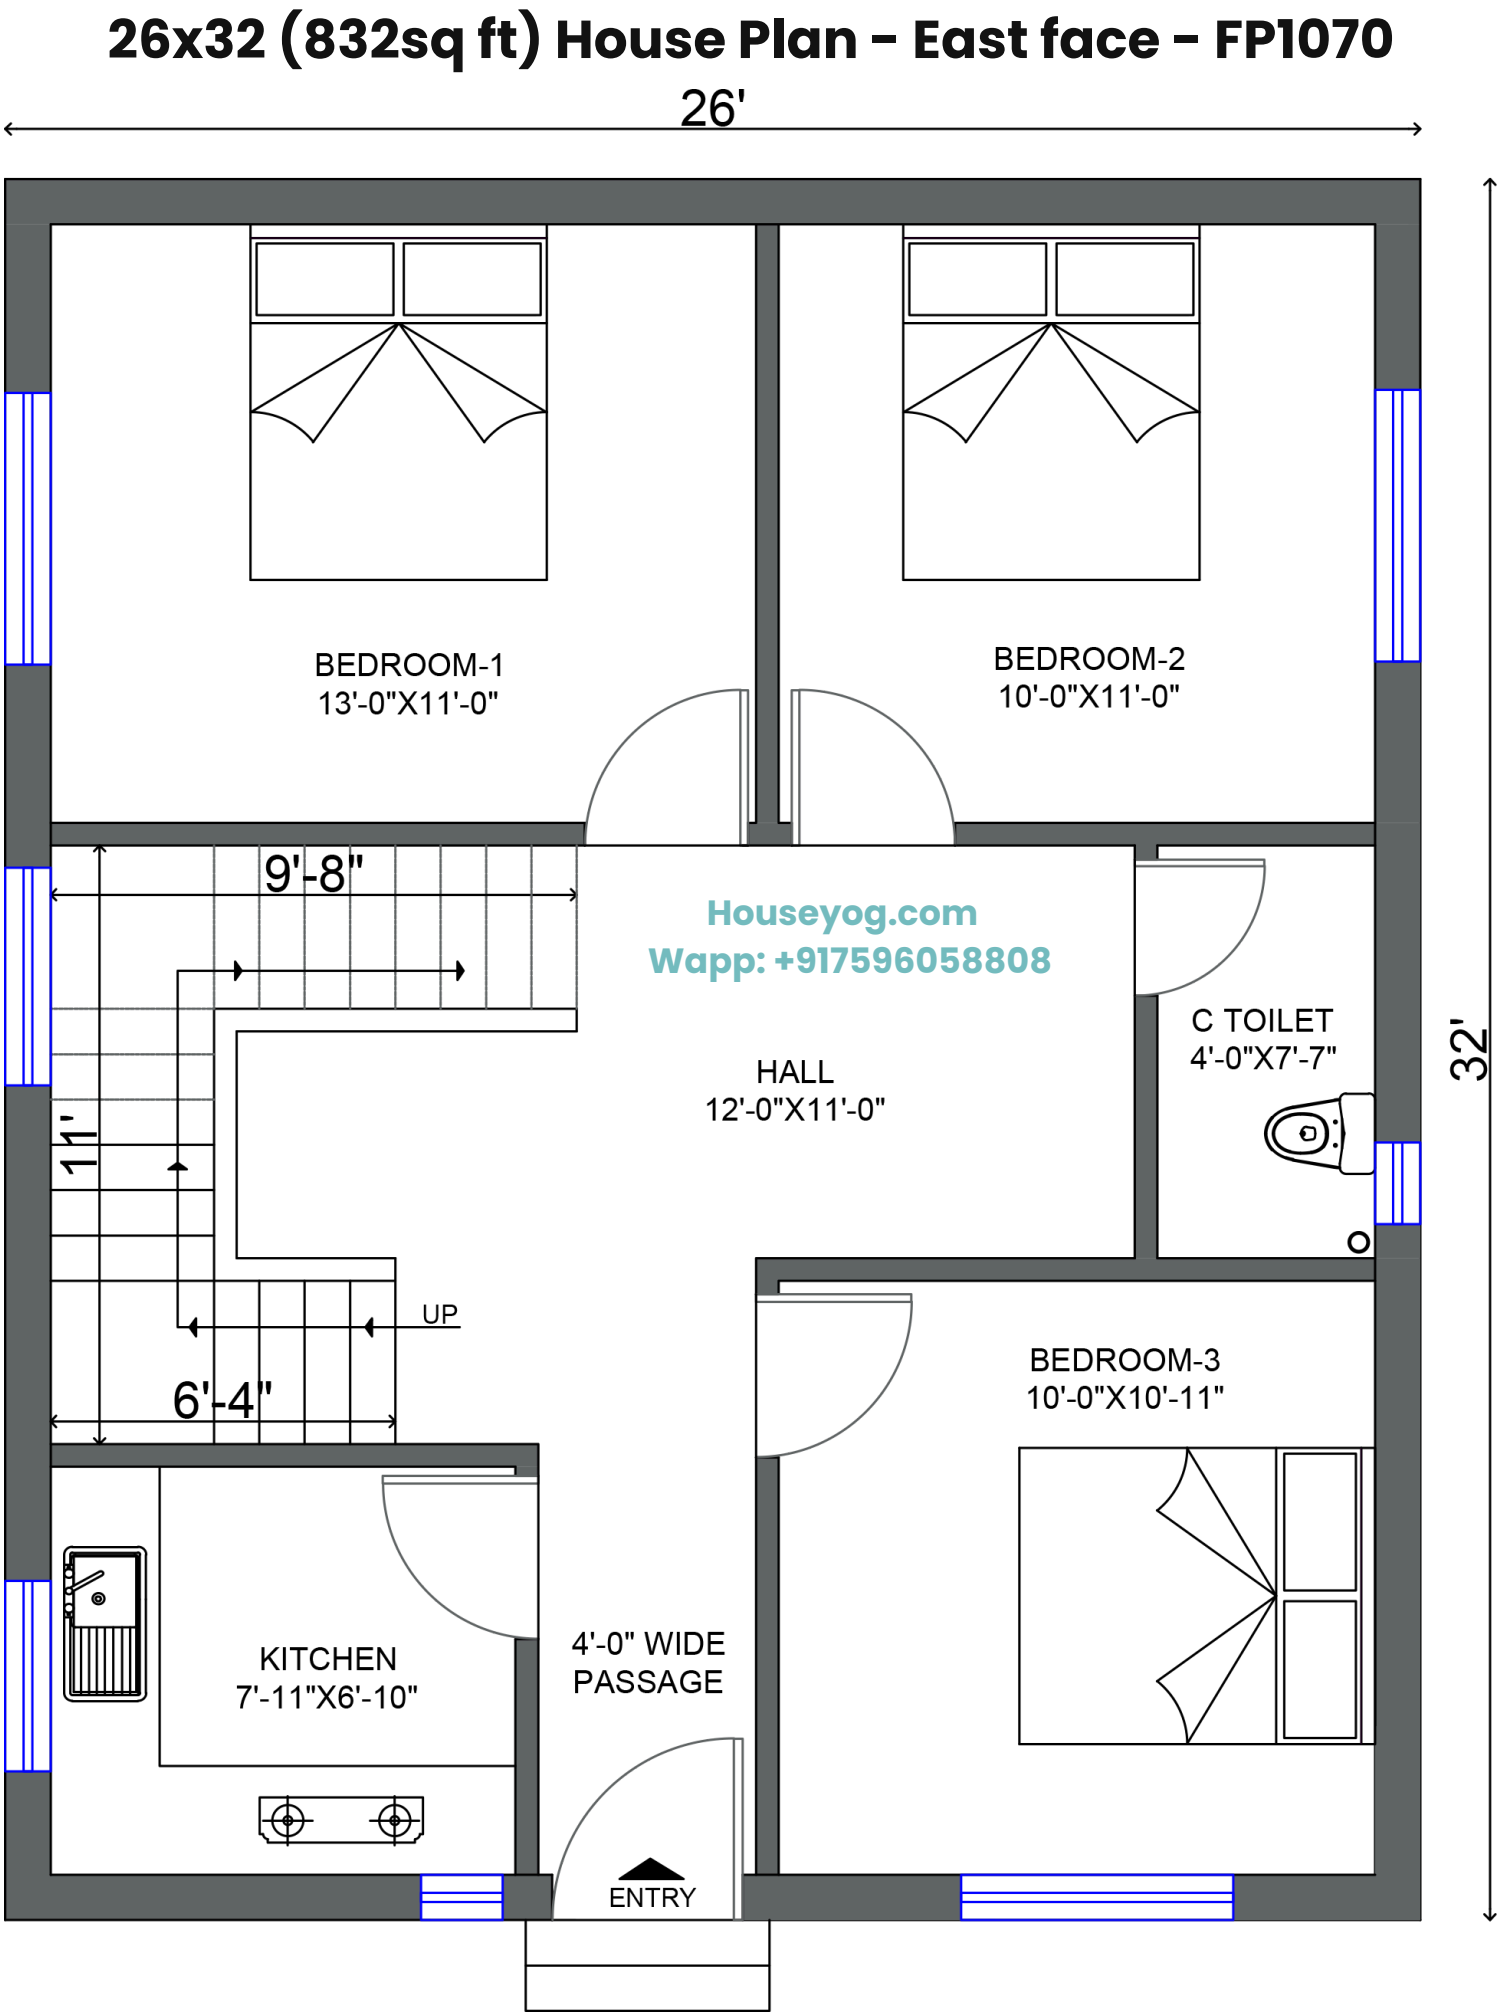 26x32 (832sq ft) House Plan - East face - FP1070
26'
BEDROOM-1
13'-0"X11'-0"
BEDROOM-2
10'-0"X11'-0"
9'-8"
Houseyog.com
Wapp: +917596058808
C TOILET
4'-0"X7'-7"
32'
HALL
12'-0"X11'-0"
11'
UP
6'-4"
BEDROOM-3
10'-0"X10'-11"
KITCHEN
7'-11"X6'-10"
4'-0" WIDE
PASSAGE
ENTRY